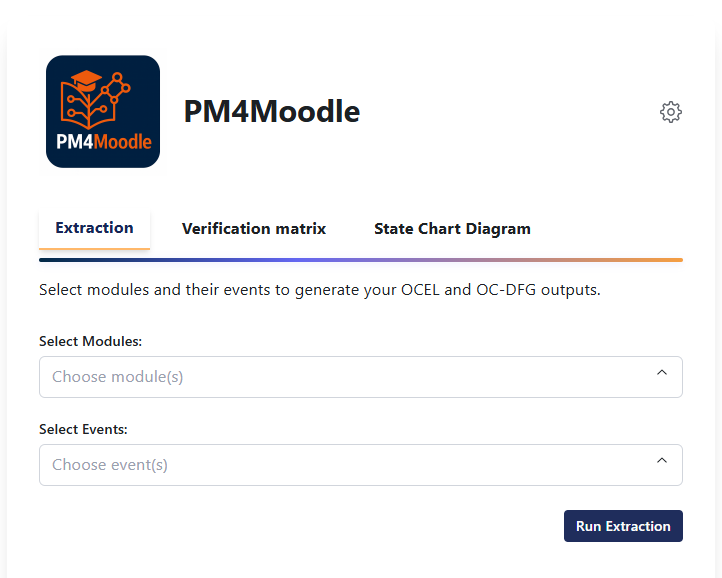 PM4Moodle
PM4Moodle
Extraction
Verification matrix
State Chart Diagram
Select modules and their events to generate your OCEL and OC-DFG outputs.
Select Modules:
Choose module(s)
Select Events:
Choose event(s)
Run Extraction